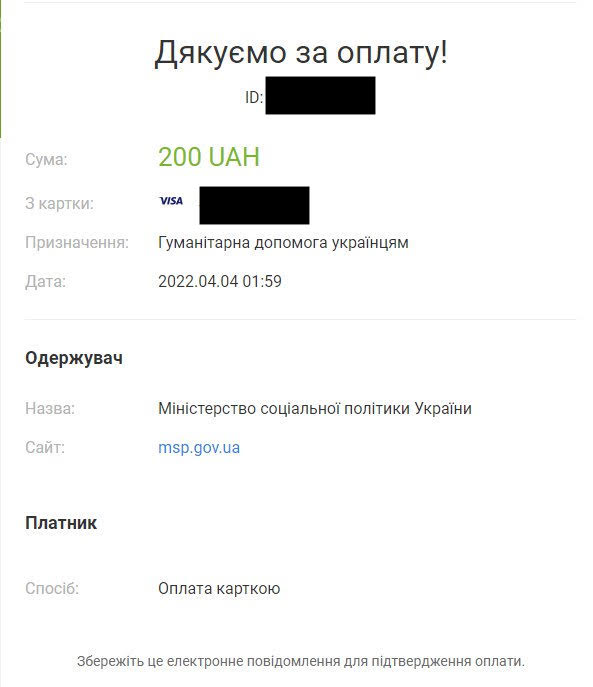 Дякуємо за оплату!
ID:
Сума: 200 UAH
З картки: VISA
Призначення: Гуманітарна допомога українцям
Дата: 2022.04.04 01:59
Одержувач
Назва: Міністерство соціальної політики України
Сайт: msp.gov.ua
Платник
Спосіб: Оплата карткою
Збережіть це електронне повідомлення для підтвердження оплати.